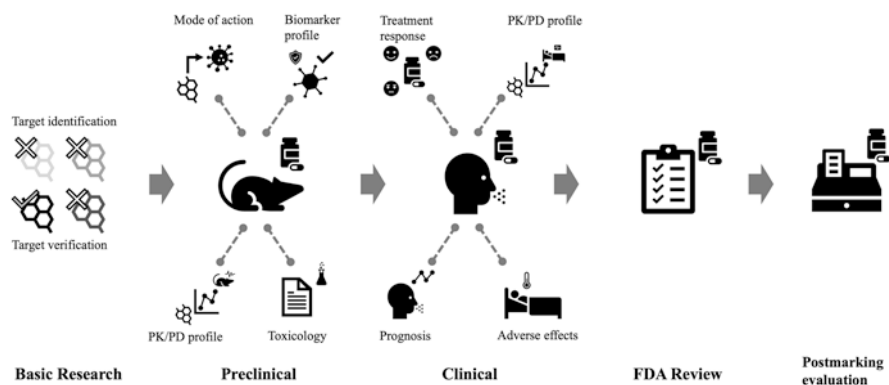 Mode of action
Biomarker
profile
Treatment
response
PK/PD profile
Target identification
Target verification
PK/PD profile
Toxicology
Prognosis
Adverse effects
Basic Research
Preclinical
Clinical
FDA Review
Postmarking
evaluation